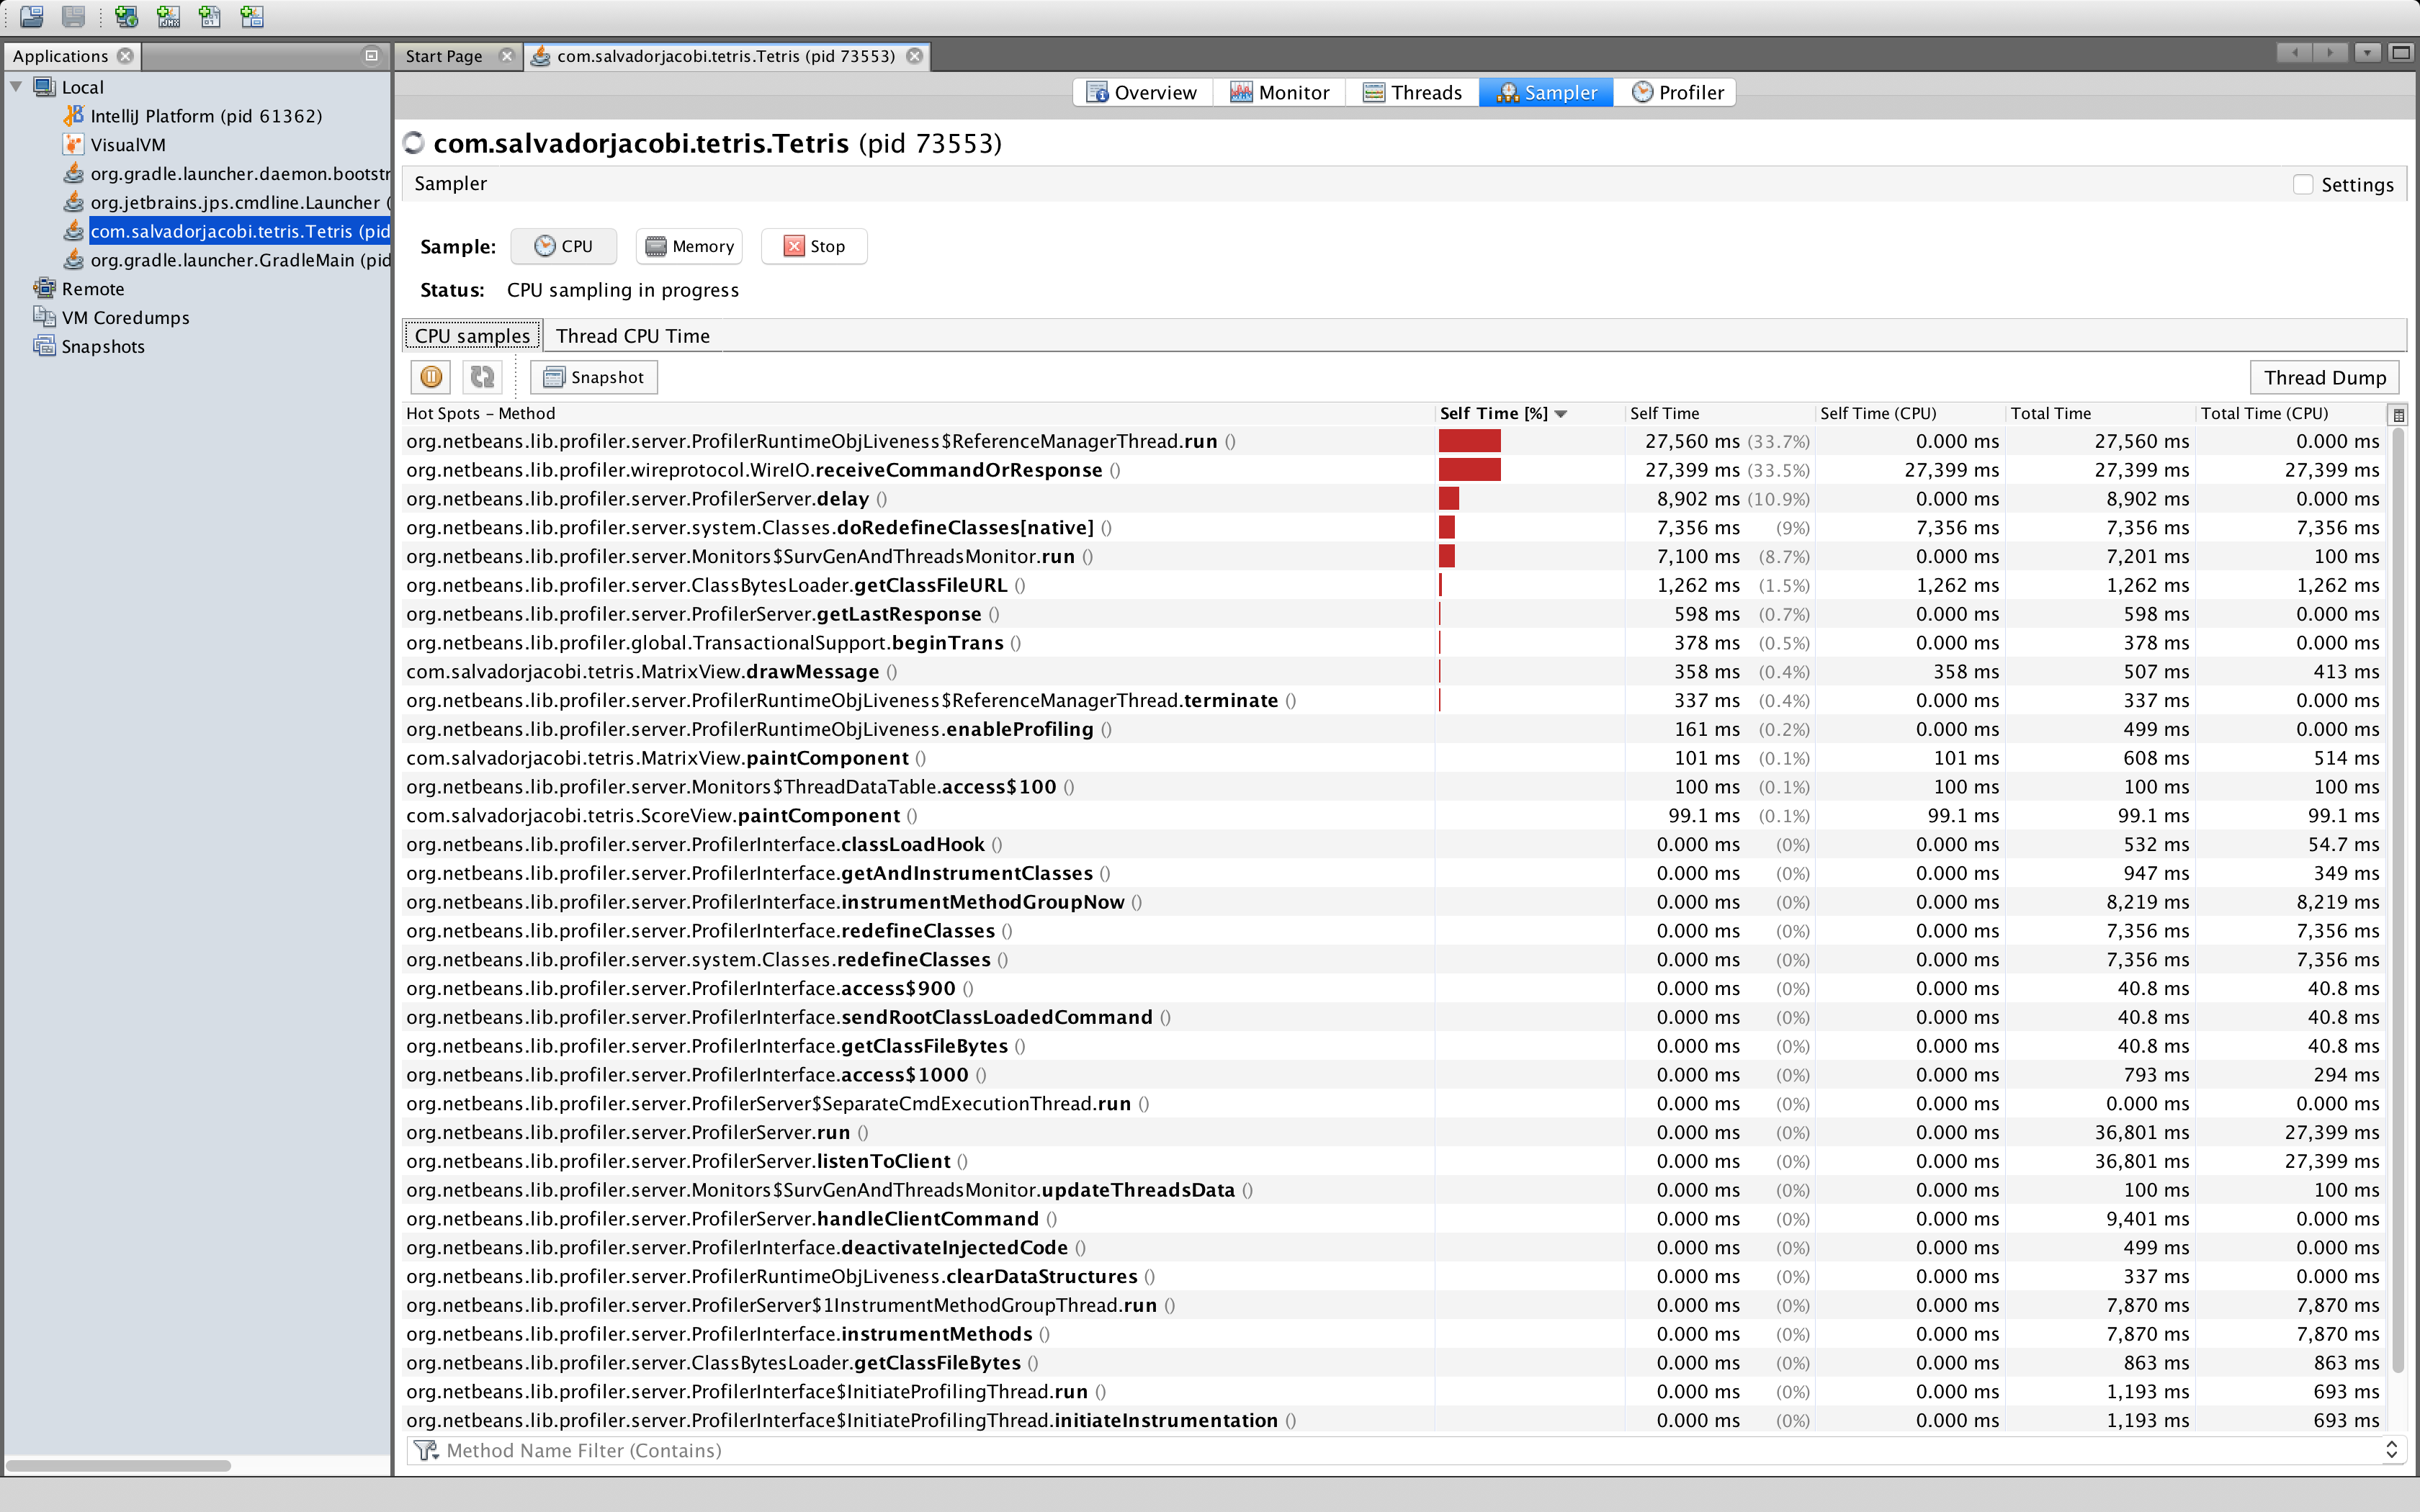 Applications
Start Page
com.salvadorjacobi.tetris.Tetris (pid 73553)
Local
IntelliJ Platform (pid 61362)
VisualVM
org.gradle.launcher.daemon.bootstr
org.jetbrains.jps.cmdline.Launcher (
com.salvadorjacobi.tetris.Tetris (pid
org.gradle.launcher.GradleMain (pid
Remote
VM Coredumps
Snapshots
Overview Monitor Threads Sampler Profiler
com.salvadorjacobi.tetris.Tetris (pid 73553)
Sampler Settings
Sample: CPU Memory Stop
Status: CPU sampling in progress
CPU samples Thread CPU Time
Snapshot Thread Dump
Hot Spots – Method Self Time [%] Self Time Self Time (CPU) Total Time Total Time (CPU)
org.netbeans.lib.profiler.server.ProfilerRuntimeObjLiveness$ReferenceManagerThread.run () 27,560 ms (33.7%) 0.000 ms 27,560 ms 0.000 ms
org.netbeans.lib.profiler.wireprotocol.WireIO.receiveCommandOrResponse () 27,399 ms (33.5%) 27,399 ms 27,399 ms 27,399 ms
org.netbeans.lib.profiler.server.ProfilerServer.delay () 8,902 ms (10.9%) 0.000 ms 8,902 ms 0.000 ms
org.netbeans.lib.profiler.server.system.Classes.doRedefineClasses[native] () 7,356 ms (9%) 7,356 ms 7,356 ms 7,356 ms
org.netbeans.lib.profiler.server.Monitors$SurvGenAndThreadsMonitor.run () 7,100 ms (8.7%) 0.000 ms 7,201 ms 100 ms
org.netbeans.lib.profiler.server.ClassBytesLoader.getClassFileURL () 1,262 ms (1.5%) 1,262 ms 1,262 ms 1,262 ms
org.netbeans.lib.profiler.server.ProfilerServer.getLastResponse () 598 ms (0.7%) 0.000 ms 598 ms 0.000 ms
org.netbeans.lib.profiler.global.TransactionalSupport.beginTrans () 378 ms (0.5%) 0.000 ms 378 ms 0.000 ms
com.salvadorjacobi.tetris.MatrixView.drawMessage () 358 ms (0.4%) 358 ms 507 ms 413 ms
org.netbeans.lib.profiler.server.ProfilerRuntimeObjLiveness$ReferenceManagerThread.terminate () 337 ms (0.4%) 0.000 ms 337 ms 0.000 ms
org.netbeans.lib.profiler.server.ProfilerRuntimeObjLiveness.enableProfiling () 161 ms (0.2%) 0.000 ms 499 ms 0.000 ms
com.salvadorjacobi.tetris.MatrixView.paintComponent () 101 ms (0.1%) 101 ms 608 ms 514 ms
org.netbeans.lib.profiler.server.Monitors$ThreadDataTable.access$100 () 100 ms (0.1%) 100 ms 100 ms 100 ms
com.salvadorjacobi.tetris.ScoreView.paintComponent () 99.1 ms (0.1%) 99.1 ms 99.1 ms 99.1 ms
org.netbeans.lib.profiler.server.ProfilerInterface.classLoadHook () 0.000 ms (0%) 0.000 ms 532 ms 54.7 ms
org.netbeans.lib.profiler.server.ProfilerInterface.getAndInstrumentClasses () 0.000 ms (0%) 0.000 ms 947 ms 349 ms
org.netbeans.lib.profiler.server.ProfilerInterface.instrumentMethodGroupNow () 0.000 ms (0%) 0.000 ms 8,219 ms 8,219 ms
org.netbeans.lib.profiler.server.ProfilerInterface.redefineClasses () 0.000 ms (0%) 0.000 ms 7,356 ms 7,356 ms
org.netbeans.lib.profiler.server.system.Classes.redefineClasses () 0.000 ms (0%) 0.000 ms 7,356 ms 7,356 ms
org.netbeans.lib.profiler.server.ProfilerInterface.access$900 () 0.000 ms (0%) 0.000 ms 40.8 ms 40.8 ms
org.netbeans.lib.profiler.server.ProfilerInterface.sendRootClassLoadedCommand () 0.000 ms (0%) 0.000 ms 40.8 ms 40.8 ms
org.netbeans.lib.profiler.server.ProfilerInterface.getClassFileBytes () 0.000 ms (0%) 0.000 ms 40.8 ms 40.8 ms
org.netbeans.lib.profiler.server.ProfilerInterface.access$1000 () 0.000 ms (0%) 0.000 ms 793 ms 294 ms
org.netbeans.lib.profiler.server.ProfilerServer$SeparateCmdExecutionThread.run () 0.000 ms (0%) 0.000 ms 0.000 ms 0.000 ms
org.netbeans.lib.profiler.server.ProfilerServer.run () 0.000 ms (0%) 0.000 ms 36,801 ms 27,399 ms
org.netbeans.lib.profiler.server.ProfilerServer.listenToClient () 0.000 ms (0%) 0.000 ms 36,801 ms 27,399 ms
org.netbeans.lib.profiler.server.Monitors$SurvGenAndThreadsMonitor.updateThreadsData () 0.000 ms (0%) 0.000 ms 100 ms 100 ms
org.netbeans.lib.profiler.server.ProfilerServer.handleClientCommand () 0.000 ms (0%) 0.000 ms 9,401 ms 0.000 ms
org.netbeans.lib.profiler.server.ProfilerInterface.deactivateInjectedCode () 0.000 ms (0%) 0.000 ms 499 ms 0.000 ms
org.netbeans.lib.profiler.server.ProfilerRuntimeObjLiveness.clearDataStructures () 0.000 ms (0%) 0.000 ms 337 ms 0.000 ms
org.netbeans.lib.profiler.server.ProfilerServer$1InstrumentMethodGroupThread.run () 0.000 ms (0%) 0.000 ms 7,870 ms 7,870 ms
org.netbeans.lib.profiler.server.ProfilerInterface.instrumentMethods () 0.000 ms (0%) 0.000 ms 7,870 ms 7,870 ms
org.netbeans.lib.profiler.server.ClassBytesLoader.getClassFileBytes () 0.000 ms (0%) 0.000 ms 863 ms 863 ms
org.netbeans.lib.profiler.server.ProfilerInterface$InitiateProfilingThread.run () 0.000 ms (0%) 0.000 ms 1,193 ms 693 ms
org.netbeans.lib.profiler.server.ProfilerInterface$InitiateProfilingThread.initiateInstrumentation () 0.000 ms (0%) 0.000 ms 1,193 ms 693 ms
Method Name Filter (Contains)